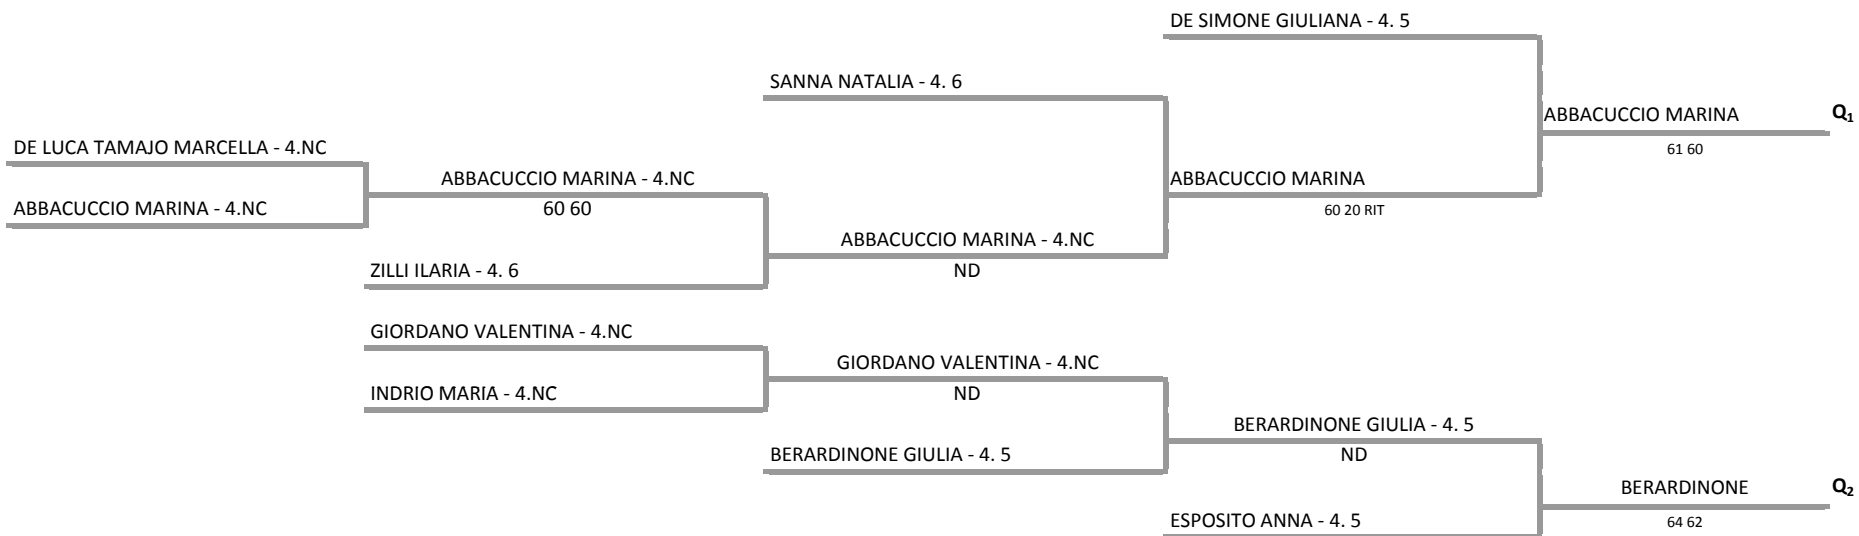 DE SIMONE GIULIANA - 4. 5
SANNA NATALIA - 4. 6
ABBACUCCIO MARINA Q₁
61 60
DE LUCA TAMAJO MARCELLA - 4.NC
ABBACUCCIO MARINA - 4.NC
60 60
ABBACUCCIO MARINA
60 20 RIT
ABBACUCCIO MARINA - 4.NC
ABBACUCCIO MARINA - 4.NC
ND
ZILLI ILARIA - 4. 6
GIORDANO VALENTINA - 4.NC
GIORDANO VALENTINA - 4.NC
ND
INDRIO MARIA - 4.NC
BERARDINONE GIULIA - 4. 5
ND
BERARDINONE GIULIA - 4. 5
BERARDINONE Q₂
64 62
ESPOSITO ANNA - 4. 5